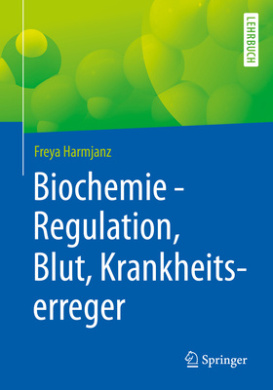 LEHRBUCH
Freya Harmjanz
Biochemie -
Regulation,
Blut, Krankheits-
erreger
Springer